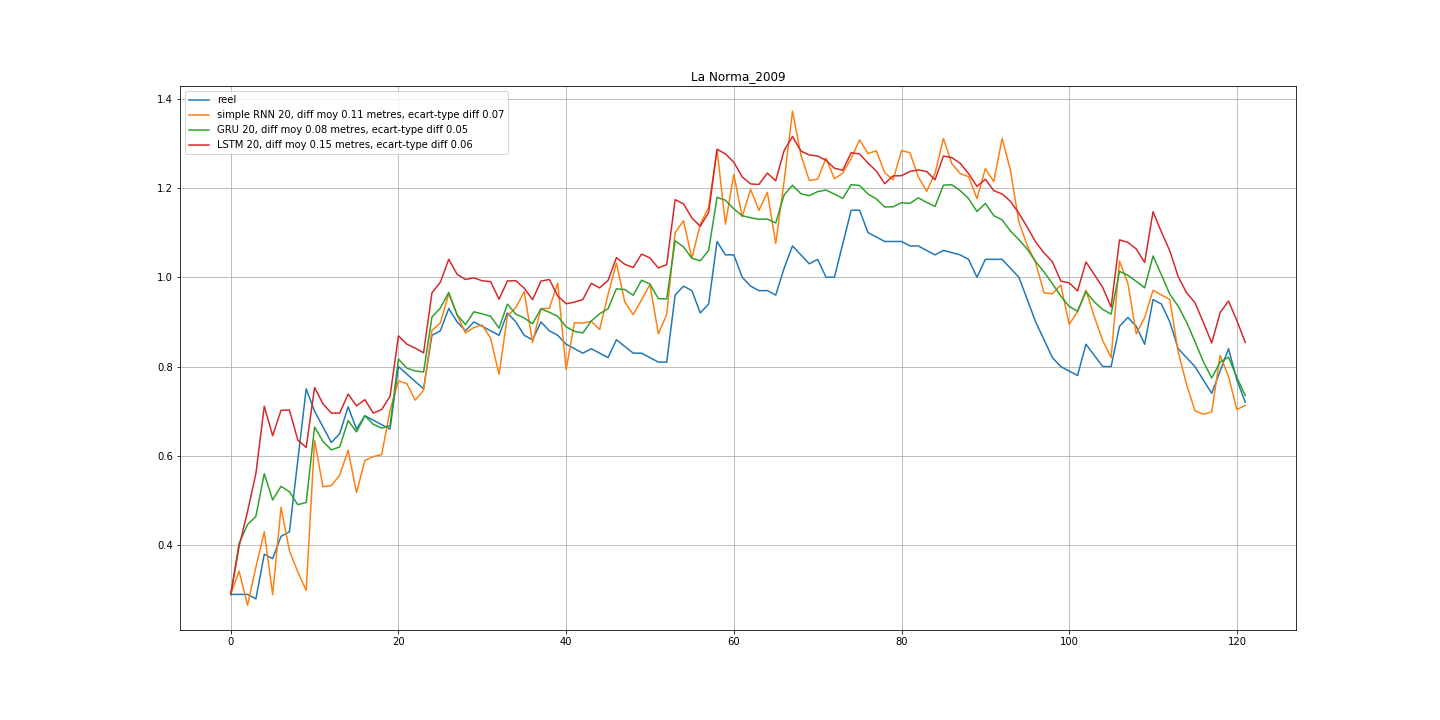 La Norma_2009
reel
simple RNN 20, diff moy 0.11 metres, ecart-type diff 0.07
GRU 20, diff moy 0.08 metres, ecart-type diff 0.05
LSTM 20, diff moy 0.15 metres, ecart-type diff 0.06
1.4
1.2
1.0
0.8
0.6
0.4
0 20 40 60 80 100 120